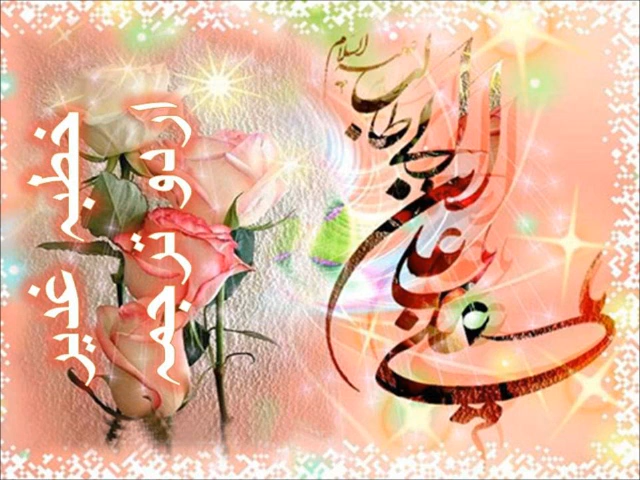 خطبہ غدیر
اردو ترجمہ
علی بن ابی طالب
علیه السلام